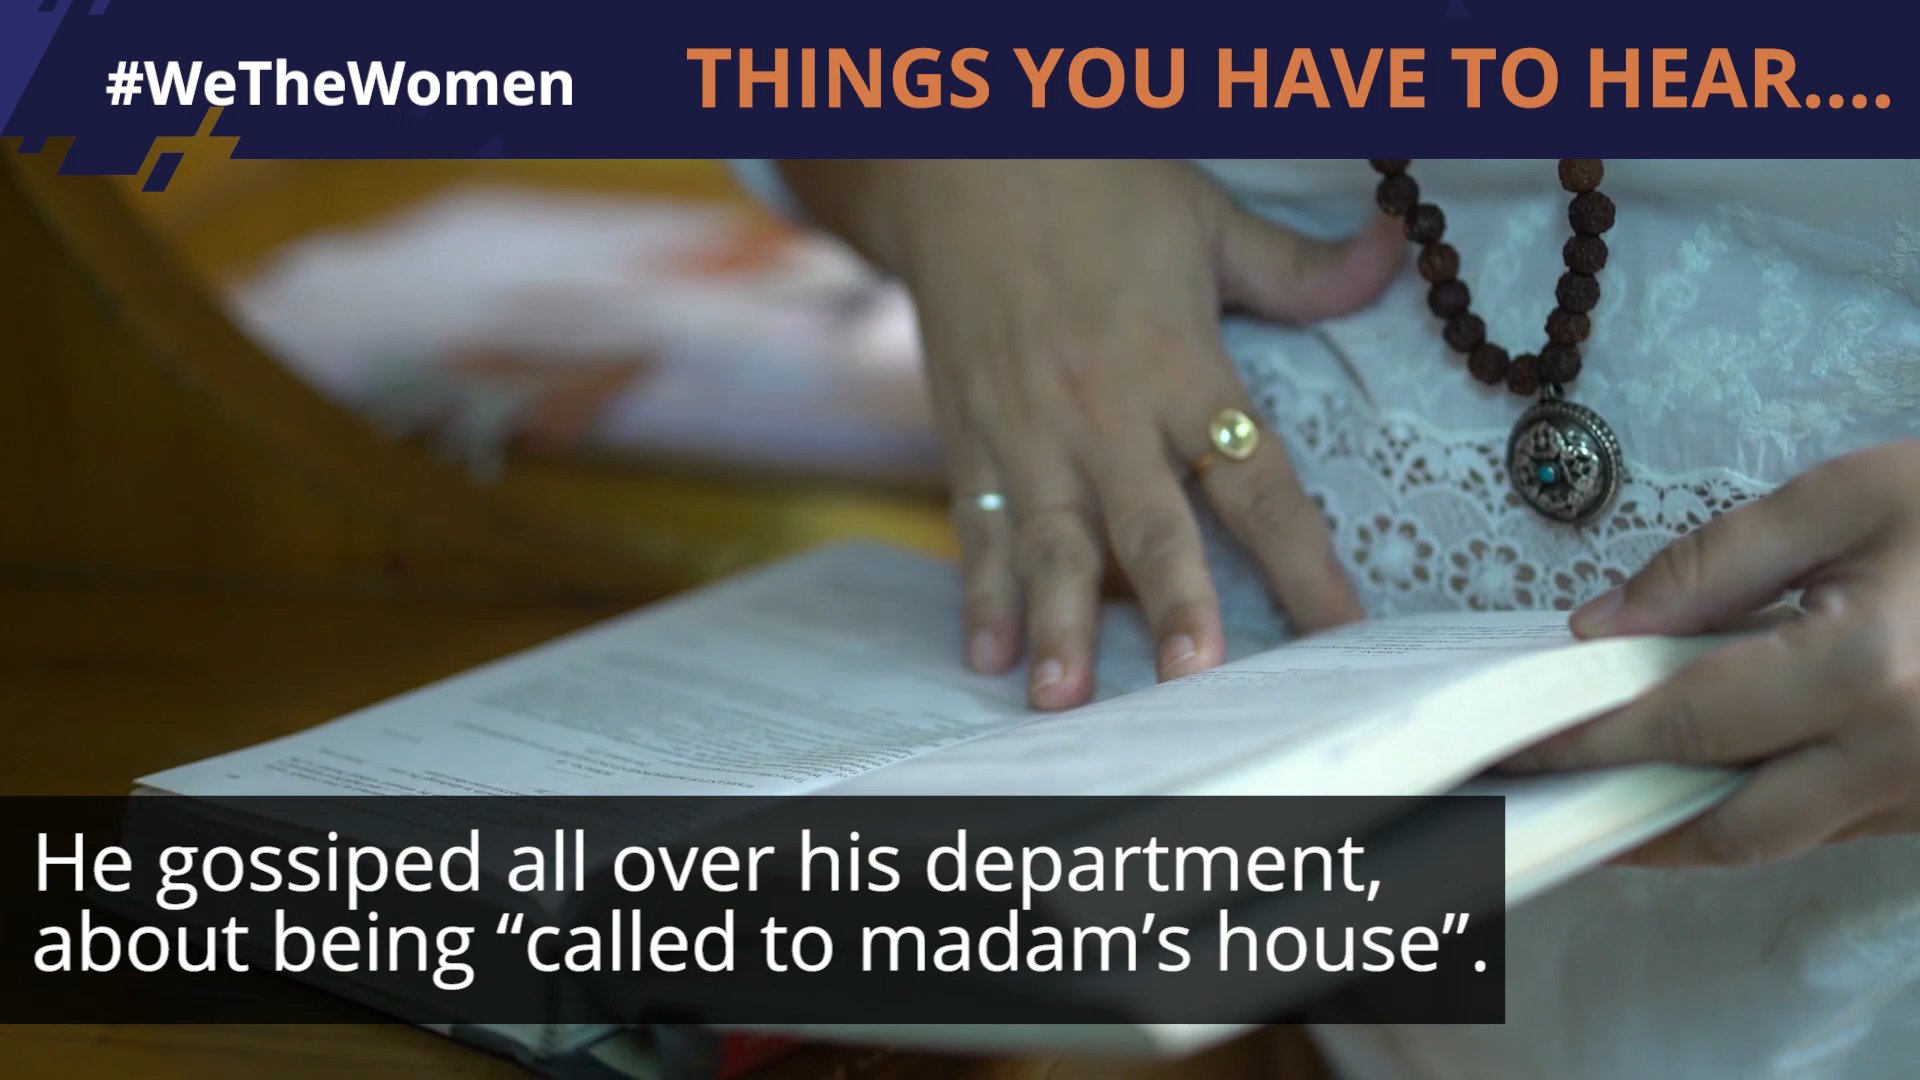 #WeTheWomen
THINGS YOU HAVE TO HEAR....
He gossiped all over his department,
about being “called to madam’s house”.